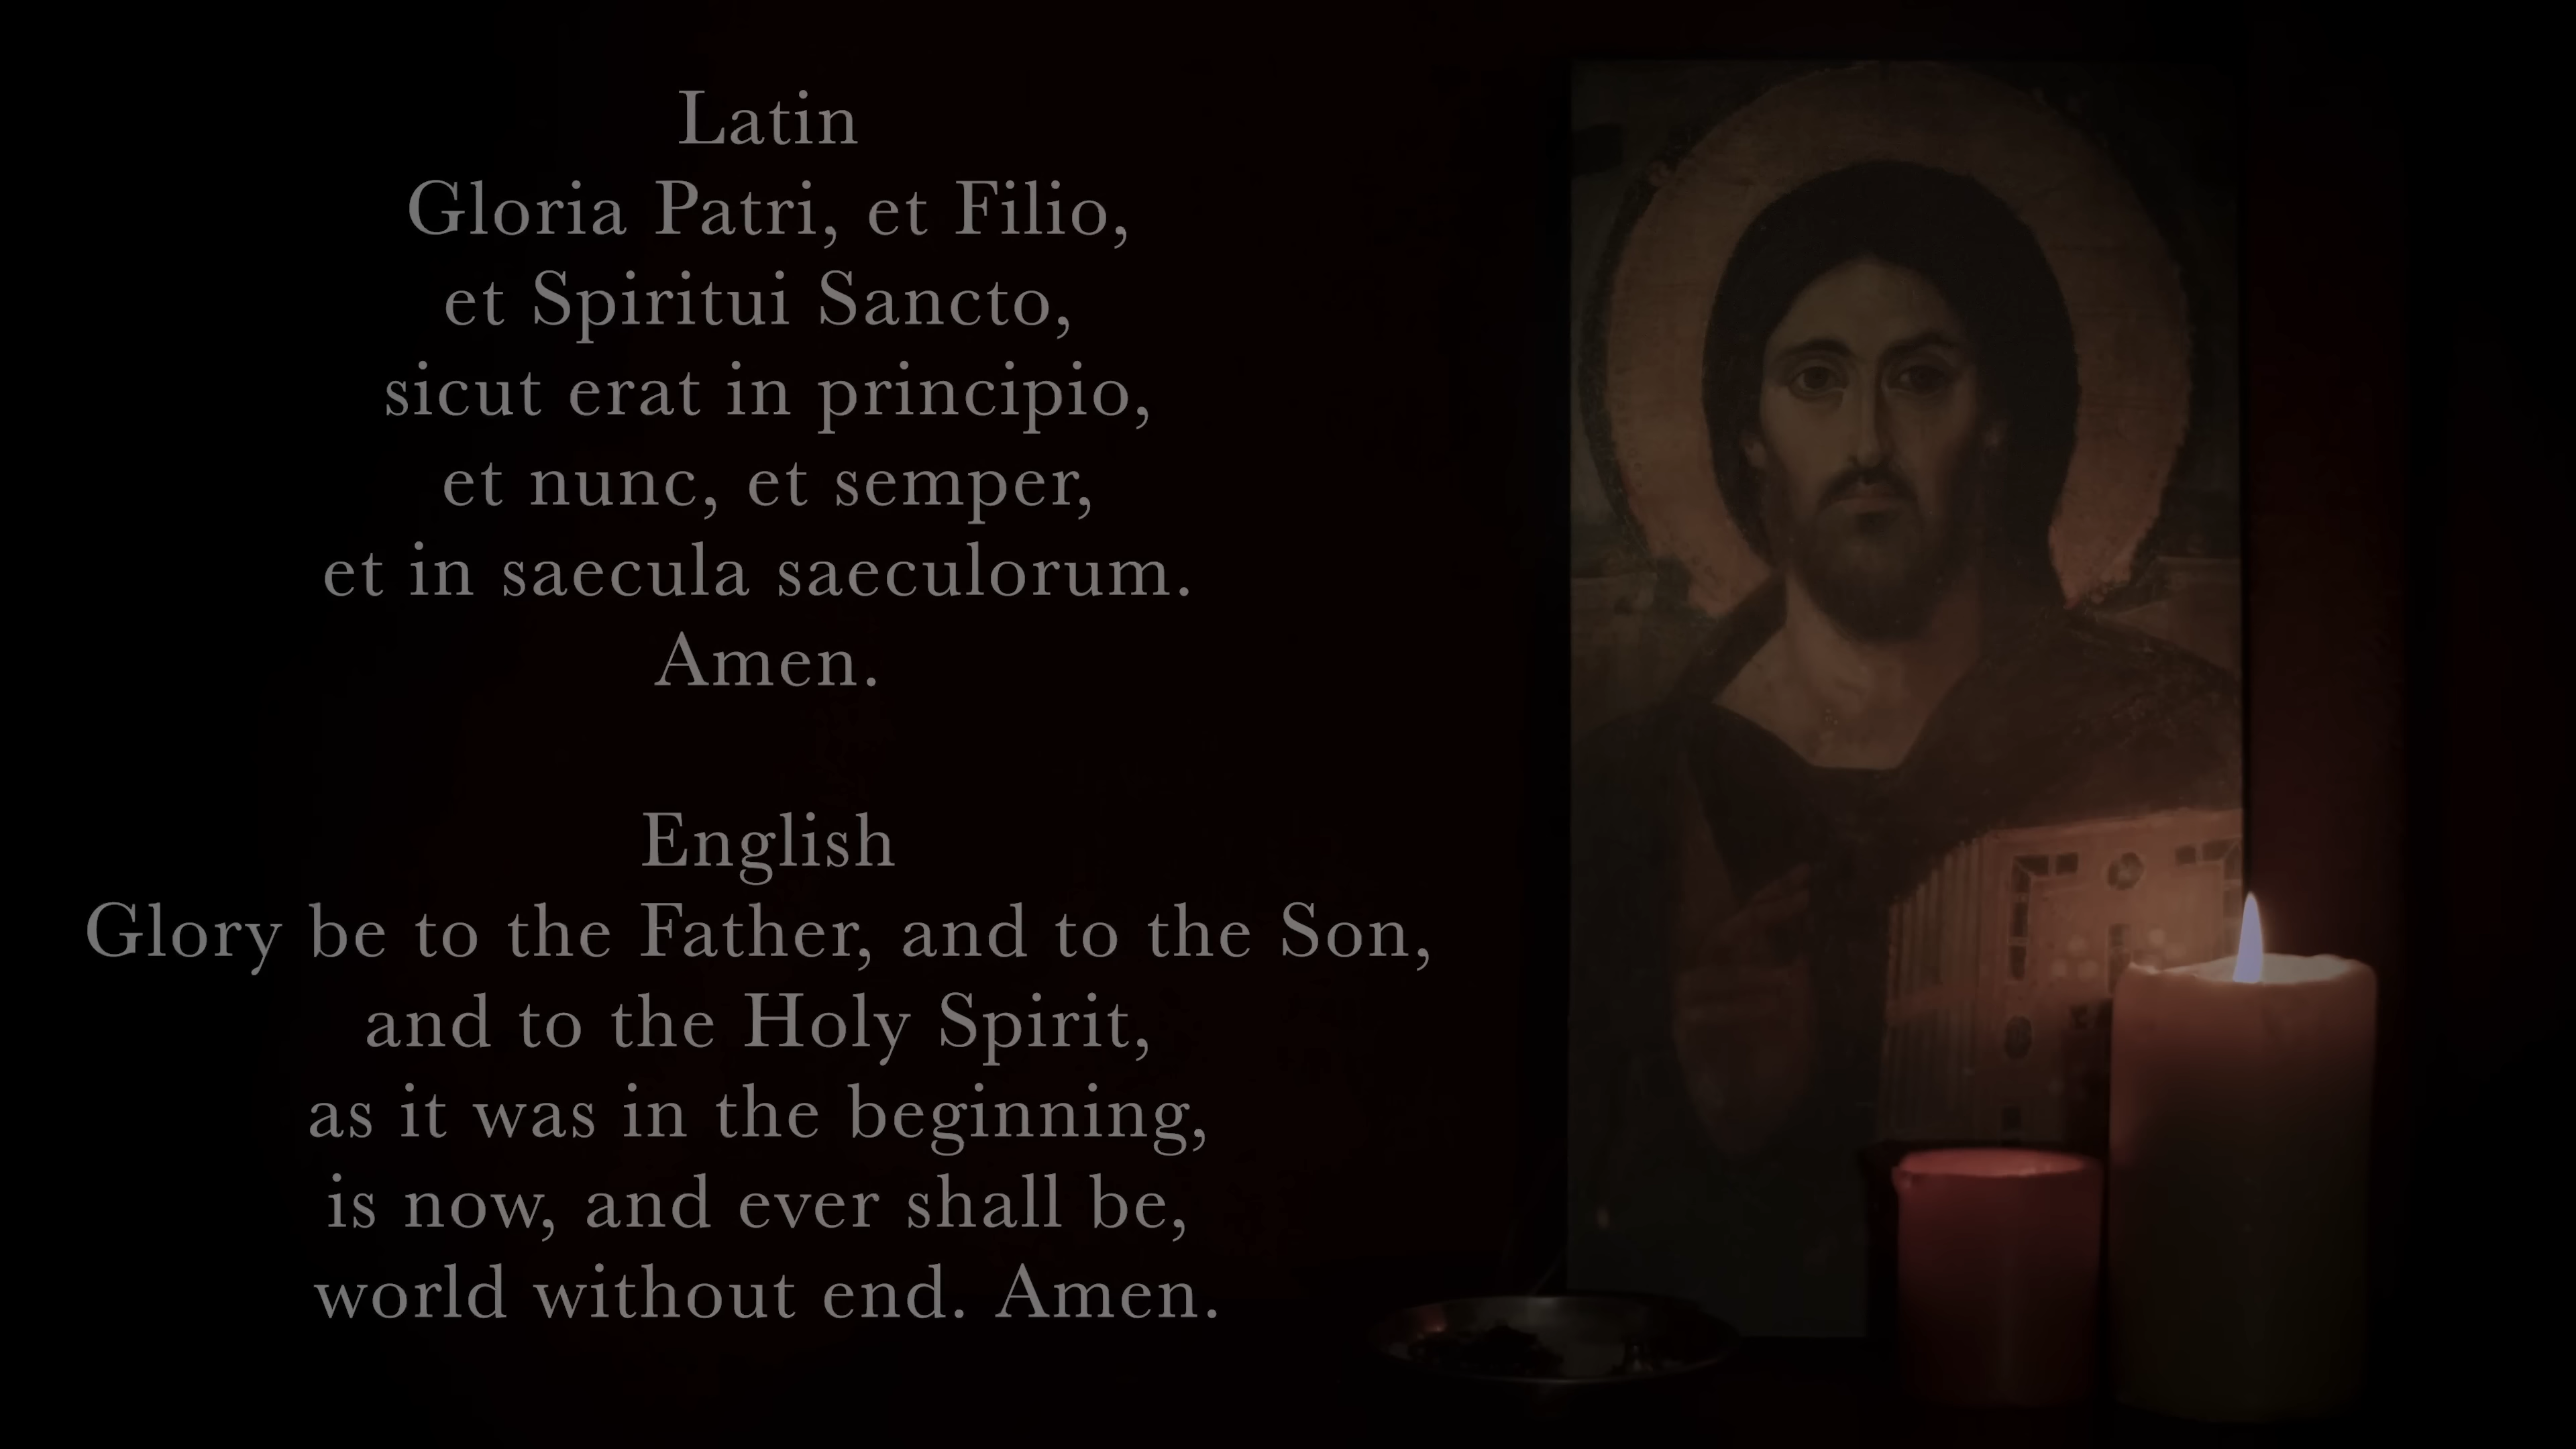 Latin
Gloria Patri, et Filio,
et Spiritui Sancto,
sicut erat in principio,
et nunc, et semper,
et in saecula saeculorum.
Amen.
English
Glory be to the Father, and to the Son,
and to the Holy Spirit,
as it was in the beginning,
is now, and ever shall be,
world without end. Amen.